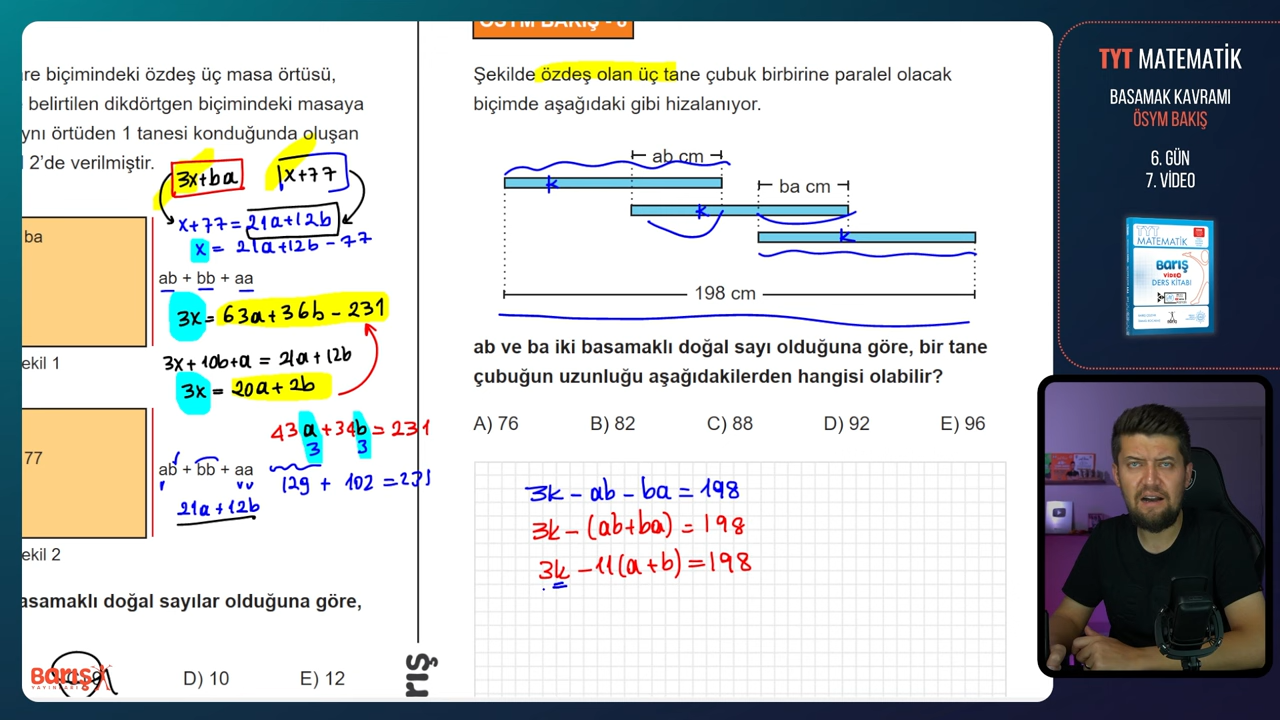 re biçimindeki özdeş üç masa örtüsü,
belirtilen dikdörtgen biçimindeki masaya
ynı örtüden 1 tanesi konduğunda oluşan
2'de verilmiştir.
3x+ba
x+77
x+77 = 21a+12b
x = 21a+12b-77
ba
ab + bb + aa
3x = 63a+36b-231
3x+10b+a = 21a+12b
ekil 1
3x = 20a+2b
43a+34b=231
3 3
77
ab + bb + aa
129 + 102 = 231
21a+12b
ekil 2
asamaklı doğal sayılar olduğuna göre,
9
D) 10
E) 12
BARIŞ
YAYINLARI
rış
ÖSYM BAKIŞ - 6
Şekilde özdeş olan üç tane çubuk birbirine paralel olacak
biçimde aşağıdaki gibi hizalanıyor.
ab cm
k
ba cm
k
k
198 cm
ab ve ba iki basamaklı doğal sayı olduğuna göre, bir tane
çubuğun uzunluğu aşağıdakilerden hangisi olabilir?
A) 76 B) 82 C) 88 D) 92 E) 96
3k - ab - ba = 198
3k - (ab+ba) = 198
3k - 11(a+b) = 198
TYT MATEMATİK
BASAMAK KAVRAMI
ÖSYM BAKIŞ
6. GÜN
7. VİDEO
TYT
MATEMATİK
BARIŞ
VİDEO
DERS KİTABI